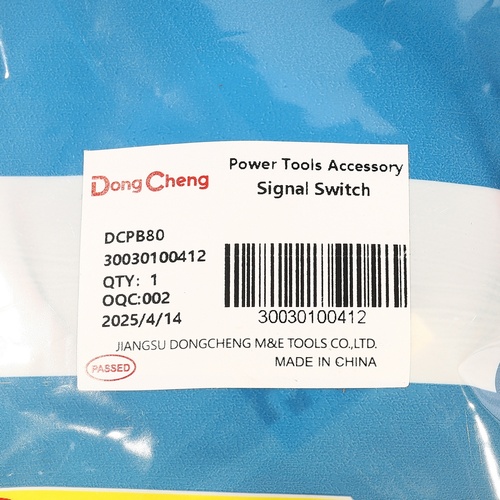 Dong Cheng
Power Tools Accessory
Signal Switch
DCPB80
30030100412
QTY: 1
OQC:002
2025/4/14
30030100412
JIANGSU DONGCHENG M&E TOOLS CO.,LTD.
PASSED
MADE IN CHINA